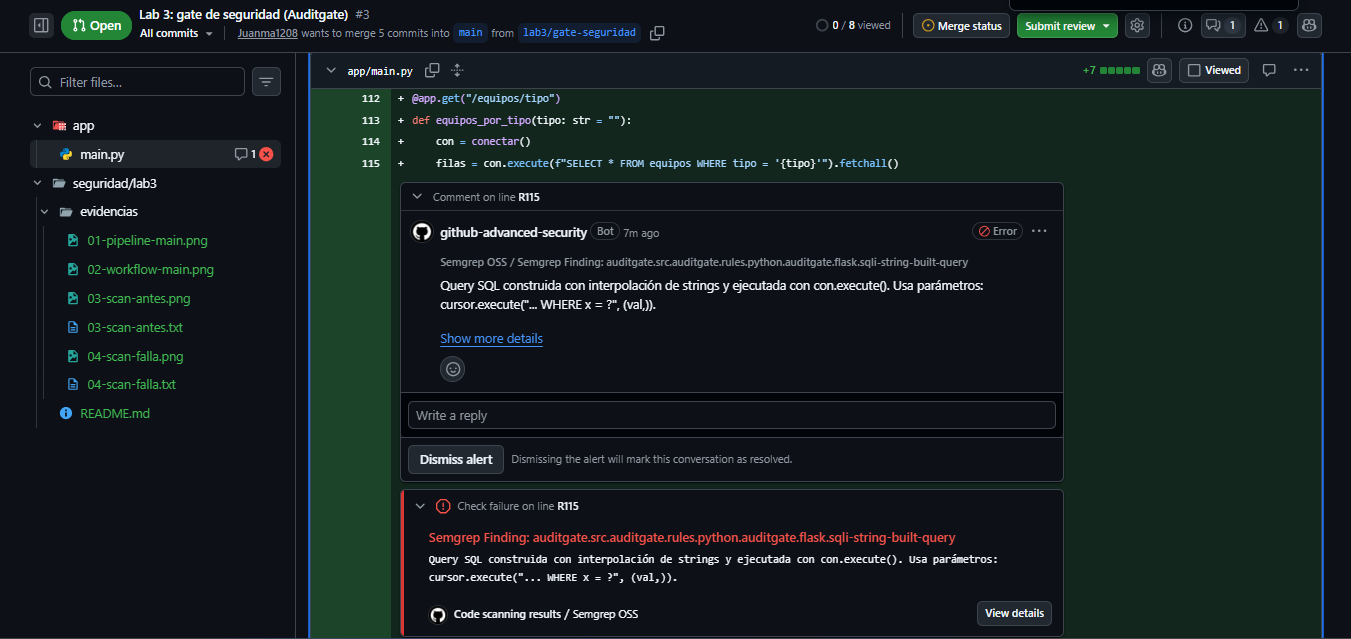 Open
Lab 3: gate de seguridad (Auditgate) #3
All commits
Juanma1208 wants to merge 5 commits into main from lab3/gate-seguridad
0 / 8 viewed
Merge status
Submit review
1
1
Filter files...
app
main.py
1
seguridad/lab3
evidencias
01-pipeline-main.png
02-workflow-main.png
03-scan-antes.png
03-scan-antes.txt
04-scan-falla.png
04-scan-falla.txt
README.md
app/main.py
+7
Viewed
112 + @app.get("/equipos/tipo")
113 + def equipos_por_tipo(tipo: str = ""):
114 + con = conectar()
115 + filas = con.execute(f"SELECT * FROM equipos WHERE tipo = '{tipo}'").fetchall()
Comment on line R115
github-advanced-security Bot 7m ago
Error
Semgrep OSS / Semgrep Finding: auditgate.src.auditgate.rules.python.auditgate.flask.sqli-string-built-query
Query SQL construida con interpolación de strings y ejecutada con con.execute(). Usa parámetros:
cursor.execute("... WHERE x = ?", (val,)).
Show more details
Write a reply
Dismiss alert
Dismissing the alert will mark this conversation as resolved.
Check failure on line R115
Semgrep Finding: auditgate.src.auditgate.rules.python.auditgate.flask.sqli-string-built-query
Query SQL construida con interpolación de strings y ejecutada con con.execute(). Usa parámetros:
cursor.execute("... WHERE x = ?", (val,)).
Code scanning results / Semgrep OSS
View details